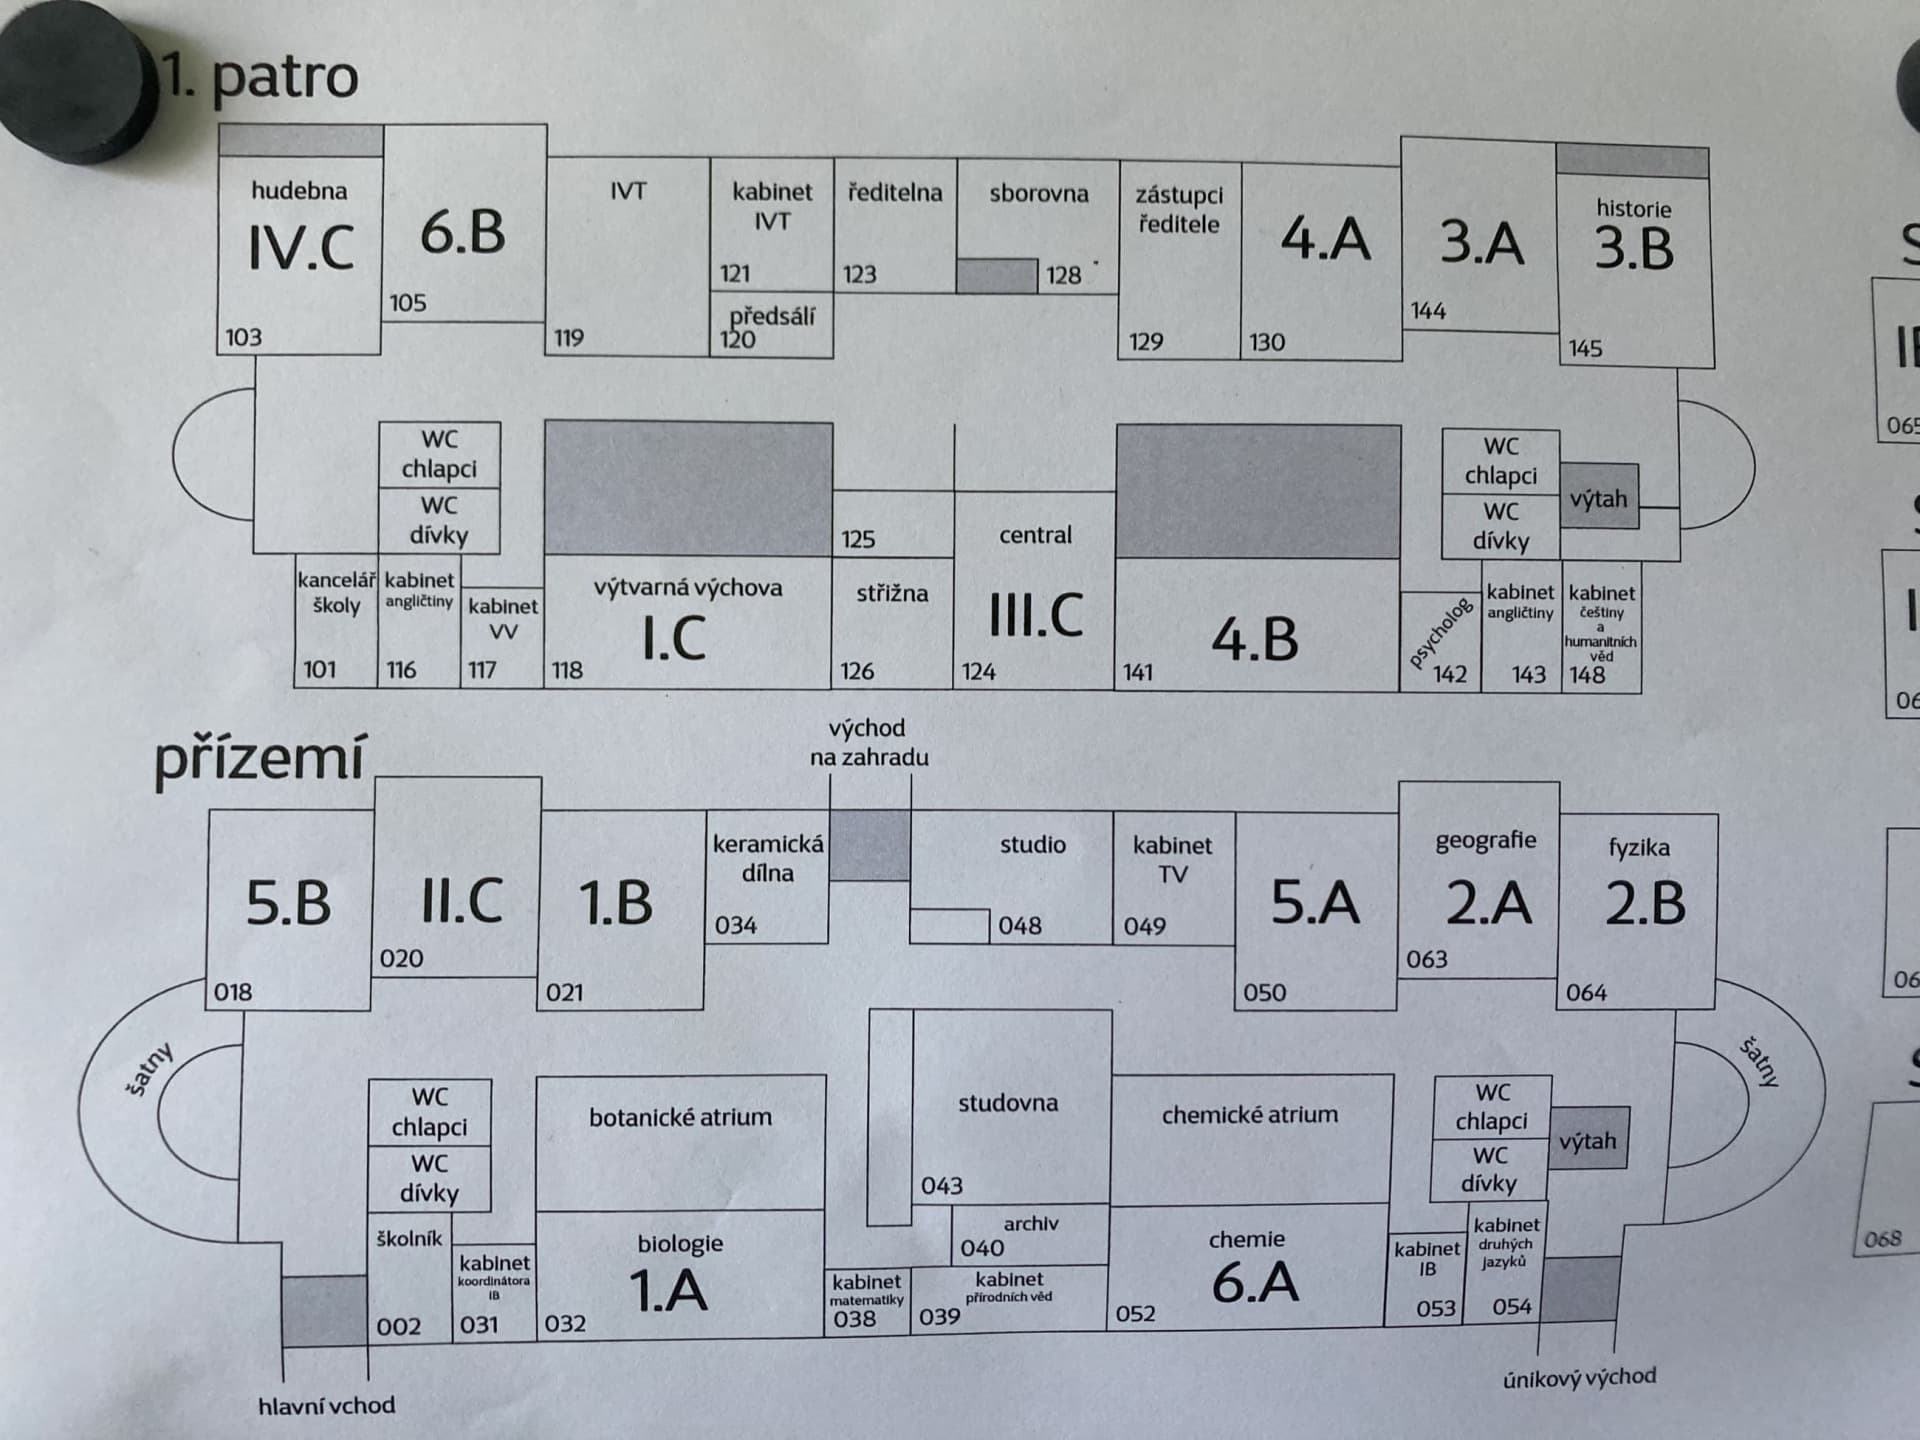 1. patro
hudebna
IV.C
103
6.B
105
IVT
119
kabinet
IVT
121
předsálí
120
ředitelna
123
sborovna
128
zástupci
ředitele
129
4.A
130
3.A
144
historie
3.B
145
WC
chlapci
WC
dívky
WC
chlapci
WC
dívky
výtah
kancelář
školy
101
kabinet
angličtiny
116
kabinet
VV
117
výtvarná výchova
I.C
118
125
střižna
126
central
III.C
124
4.B
141
psycholog
142
kabinet
angličtiny
143
kabinet
češtiny
a
humanitních
věd
148
přízemí
východ
na zahradu
5.B
018
II.C
020
1.B
021
keramická
dílna
034
studio
048
kabinet
TV
049
5.A
050
geografie
2.A
063
fyzika
2.B
064
šatny
WC
chlapci
WC
dívky
botanické atrium
studovna
043
chemické atrium
WC
chlapci
WC
dívky
výtah
šatny
školník
002
kabinet
koordinátora
IB
031
biologie
1.A
032
kabinet
matematiky
038
archiv
040
kabinet
přírodních věd
039
chemie
6.A
052
kabinet
IB
053
kabinet
druhých
jazyků
054
hlavní vchod
únikový východ
068